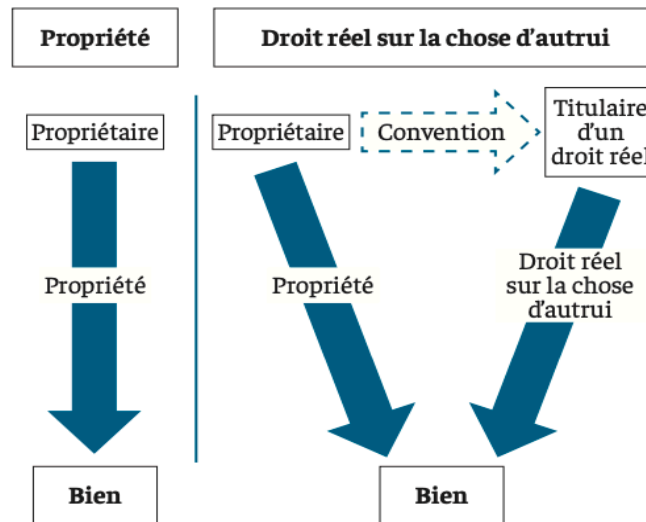 Propriété
Droit réel sur la chose d'autrui
Propriétaire
Propriétaire
Convention
Titulaire
d'un
droit réel
Propriété
Propriété
Droit réel
sur la chose
d'autrui
Bien
Bien